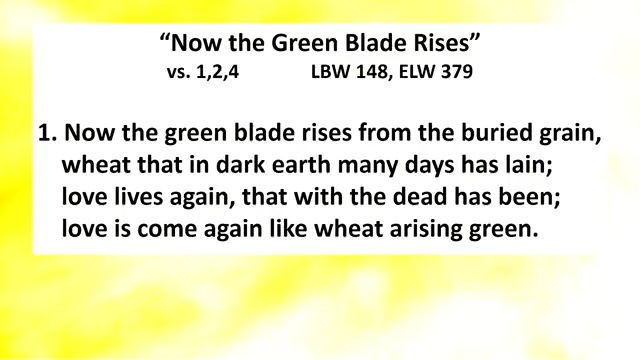 “Now the Green Blade Rises”
vs. 1,2,4 LBW 148, ELW 379
1. Now the green blade rises from the buried grain,
wheat that in dark earth many days has lain;
love lives again, that with the dead has been;
love is come again like wheat arising green.